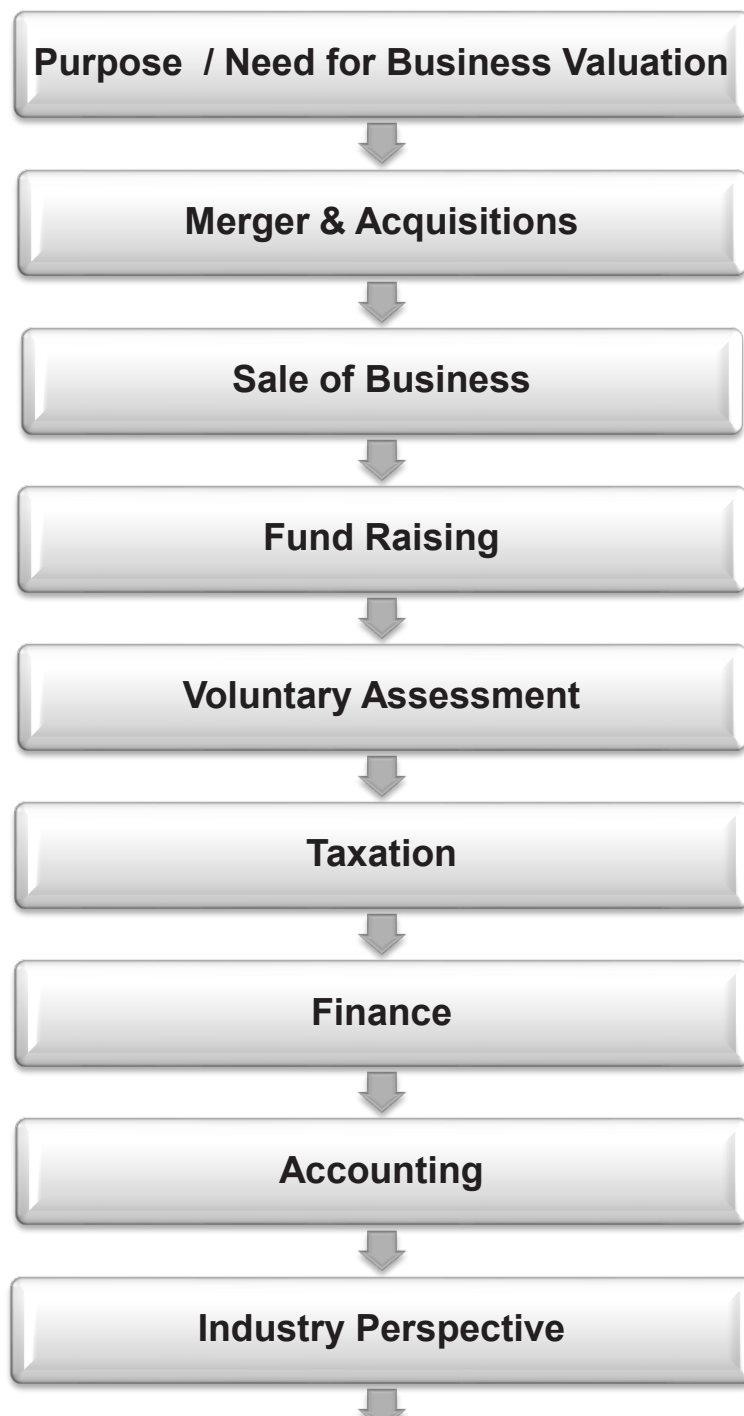 Purpose / Need for Business Valuation
Merger & Acquisitions
Sale of Business
Fund Raising
Voluntary Assessment
Taxation
Finance
Accounting
Industry Perspective